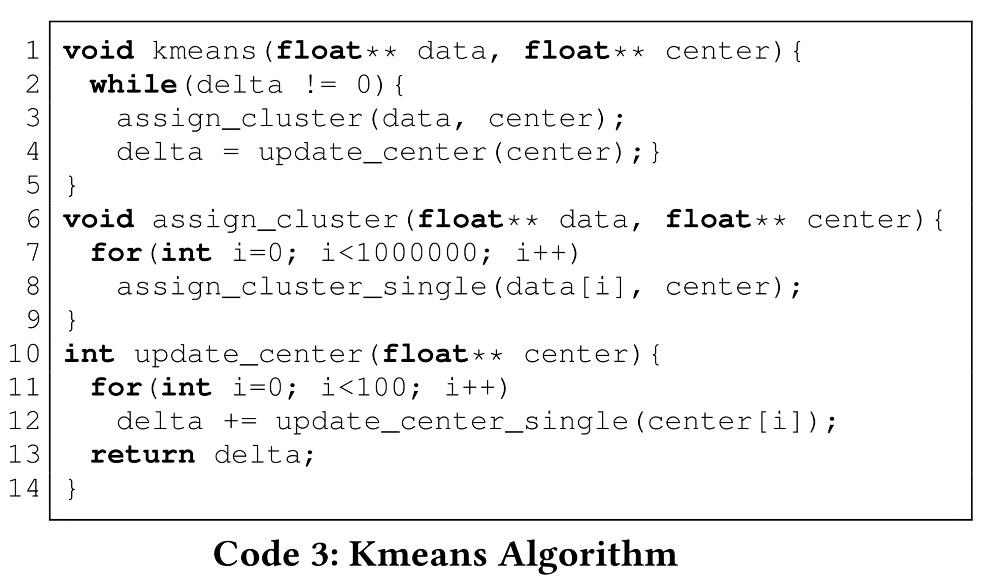 1 void kmeans(float** data, float** center){
2 while(delta != 0){
3 assign_cluster(data, center);
4 delta = update_center(center);}
5 }
6 void assign_cluster(float** data, float** center){
7 for(int i=0; i<1000000; i++)
8 assign_cluster_single(data[i], center);
9 }
10 int update_center(float** center){
11 for(int i=0; i<100; i++)
12 delta += update_center_single(center[i]);
13 return delta;
14 }
Code 3: Kmeans Algorithm